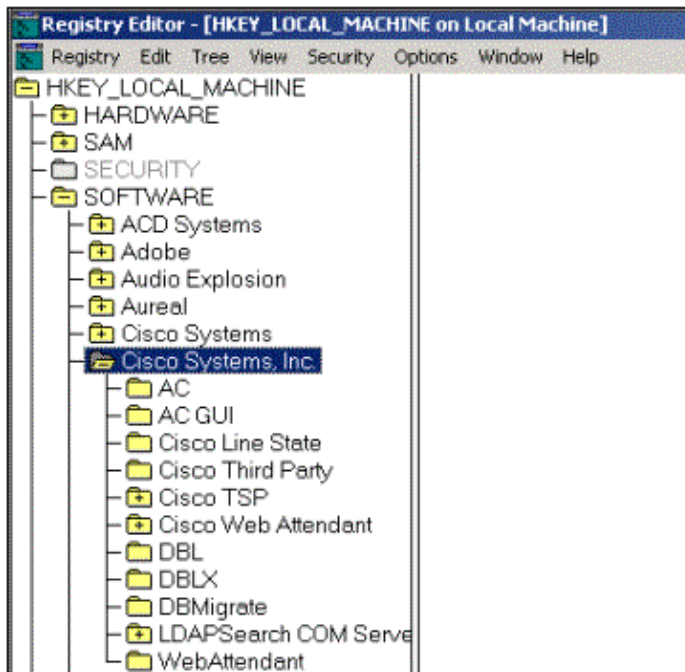 Registry Editor - [HKEY_LOCAL_MACHINE on Local Machine]
Registry Edit Tree View Security Options Window Help
HKEY_LOCAL_MACHINE
HARDWARE
SAM
SECURITY
SOFTWARE
ACD Systems
Adobe
Audio Explosion
Aureal
Cisco Systems
Cisco Systems, Inc.
AC
AC GUI
Cisco Line State
Cisco Third Party
Cisco TSP
Cisco Web Attendant
DBL
DBLX
DBMigrate
LDAPSearch COM Serve
WebAttendant